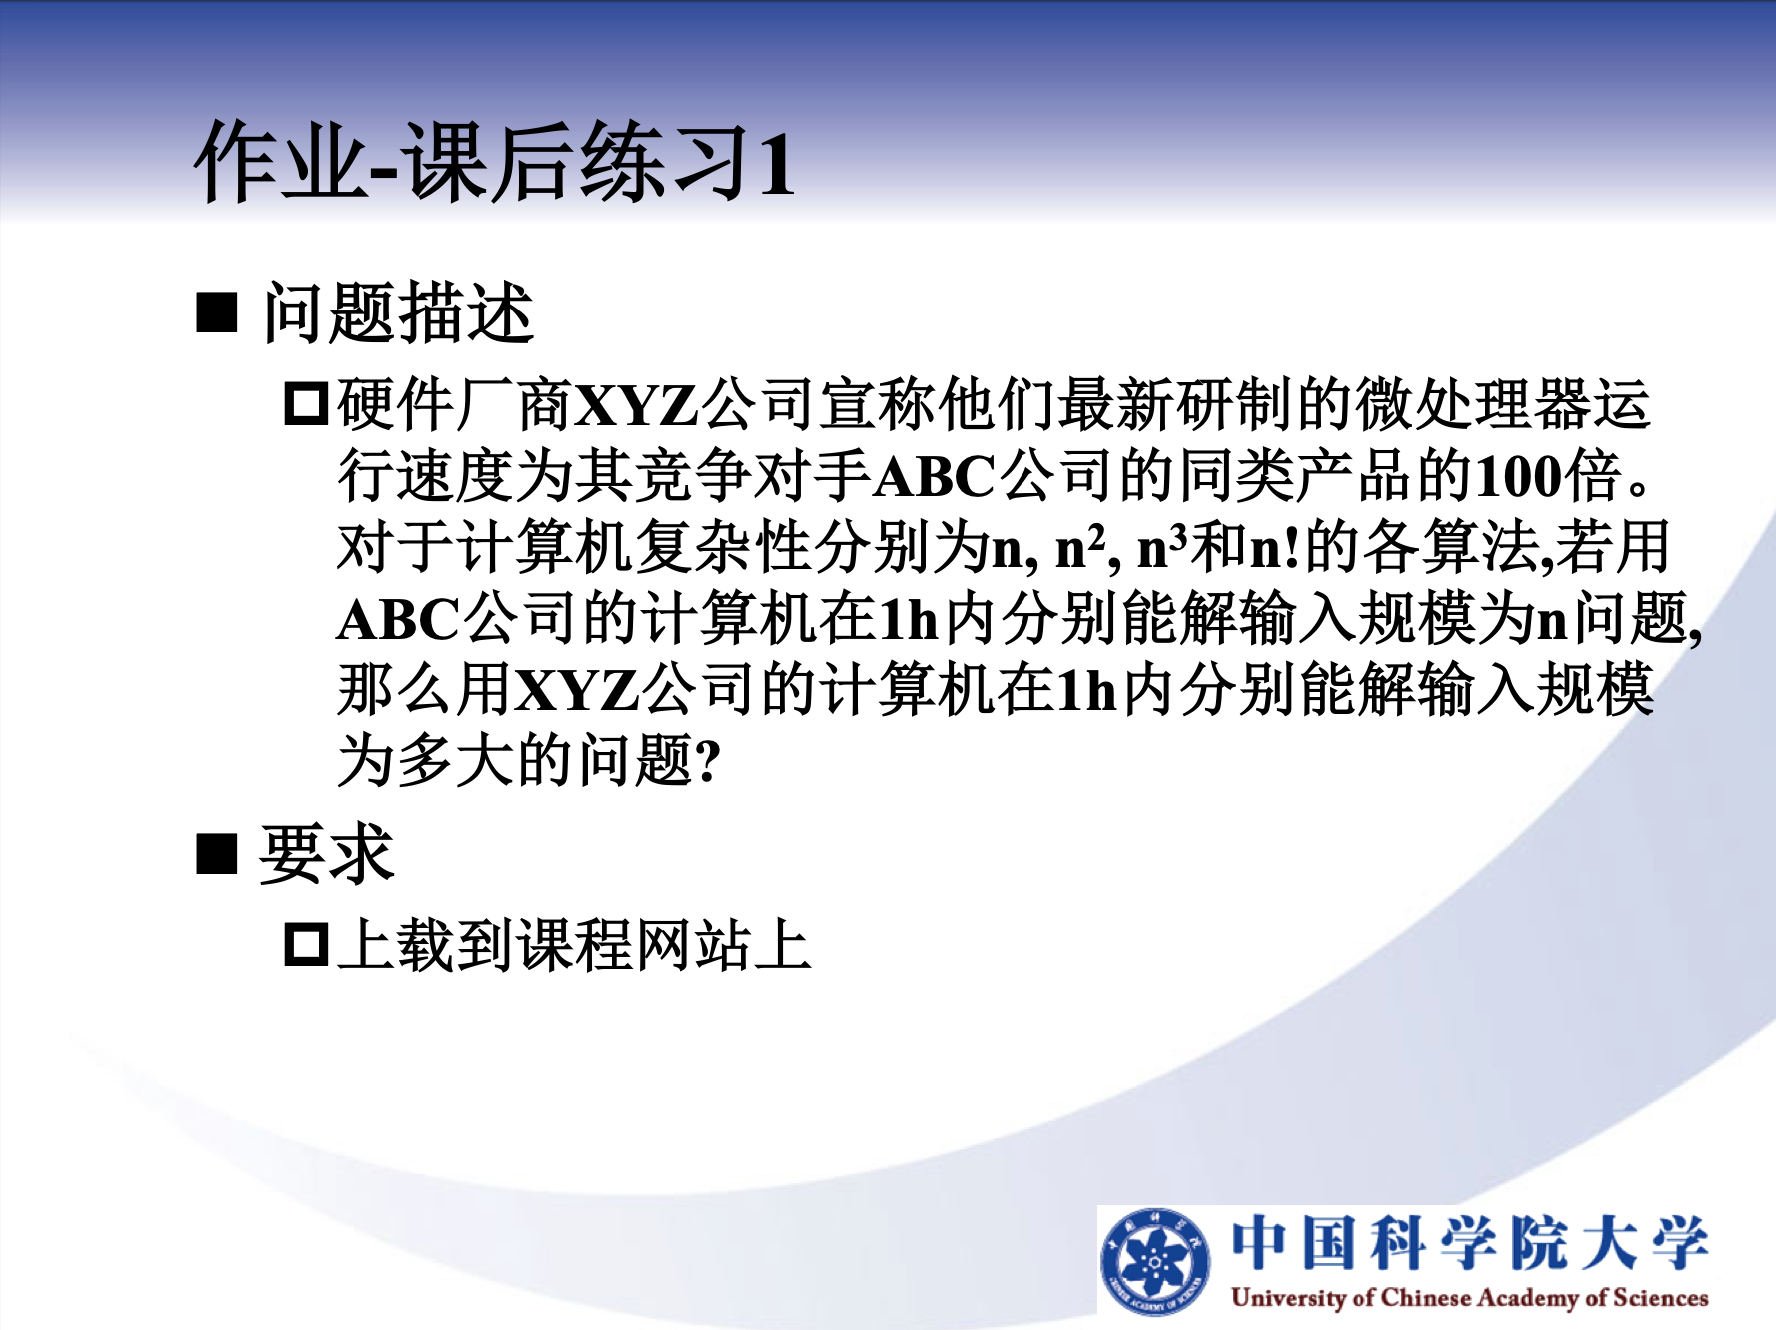 作业-课后练习1
问题描述
硬件厂商XYZ公司宣称他们最新研制的微处理器运
行速度为其竞争对手ABC公司的同类产品的100倍。
对于计算机复杂性分别为n, n², n³和n!的各算法,若用
ABC公司的计算机在1h内分别能解输入规模为n问题,
那么用XYZ公司的计算机在1h内分别能解输入规模
为多大的问题?
要求
上载到课程网站上
中国科学院大学
University of Chinese Academy of Sciences